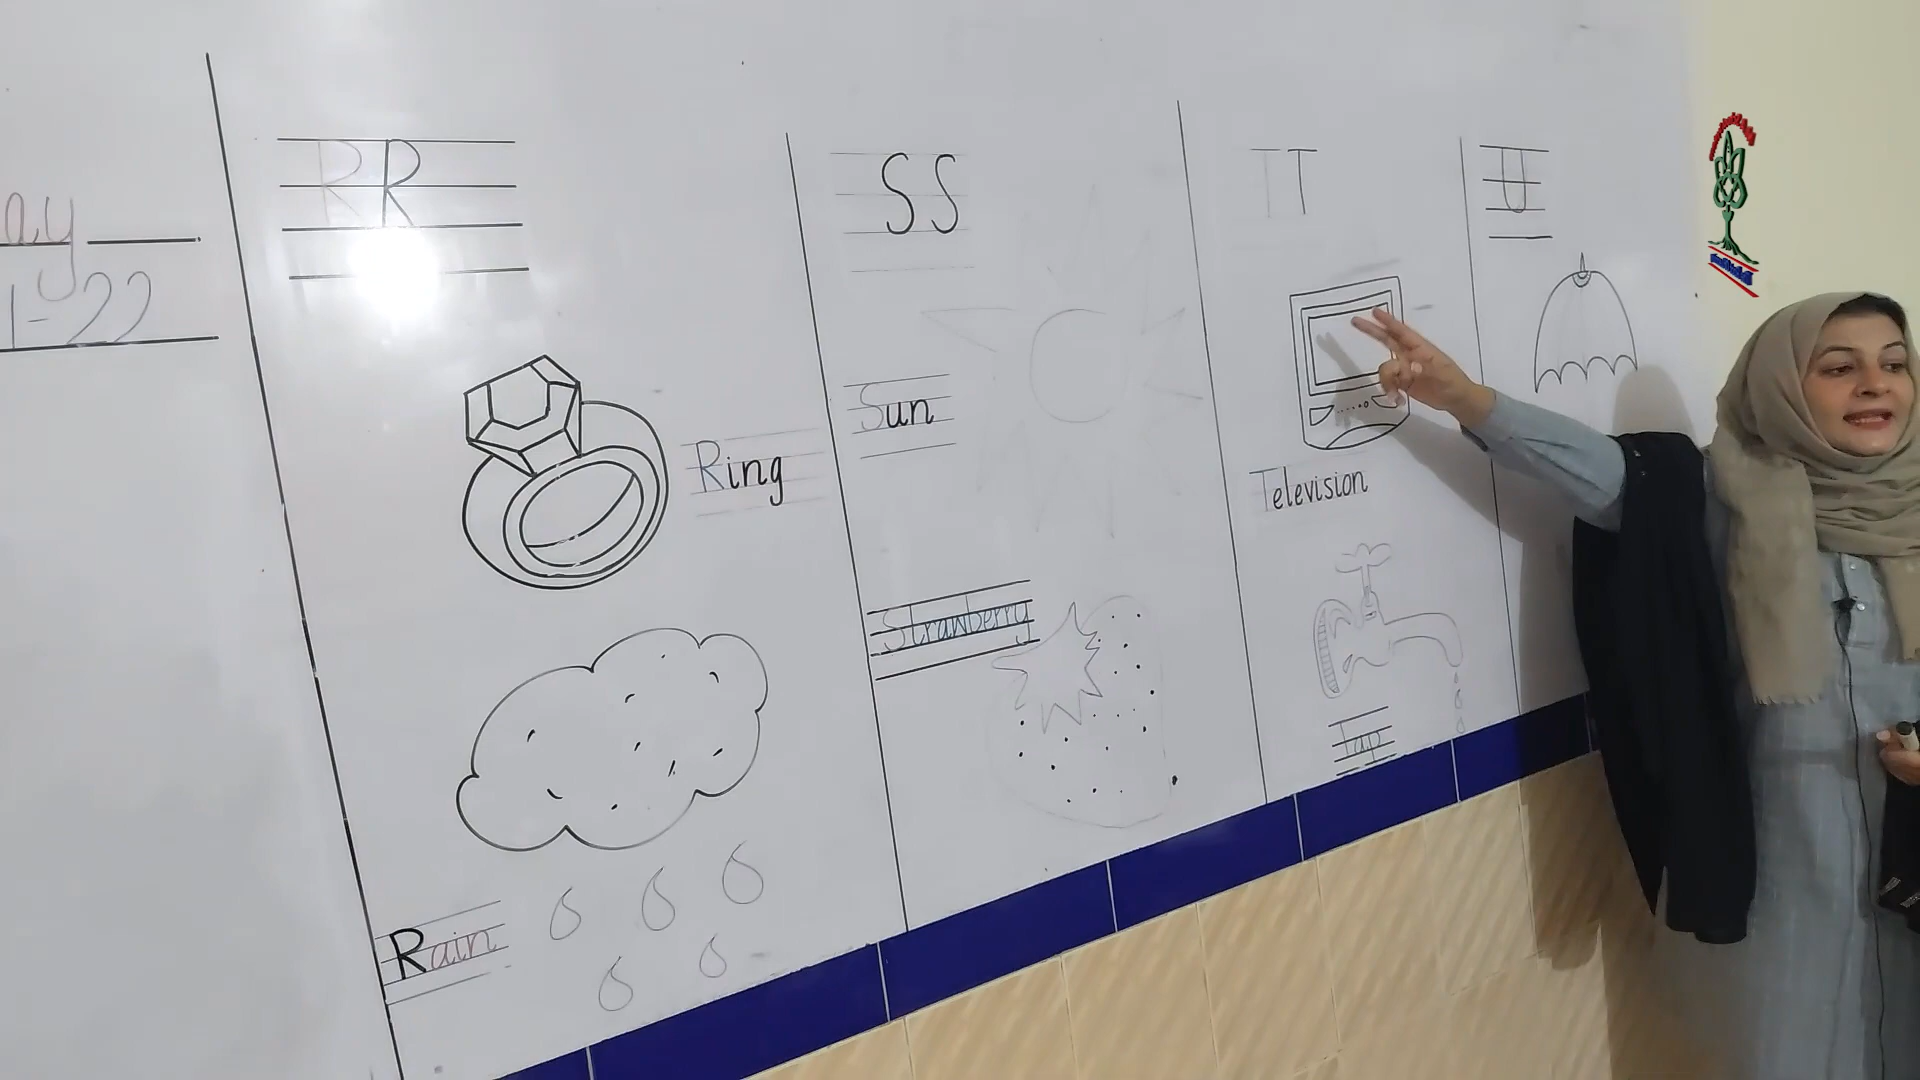 ay
1-22
R R
Ring
Rain
S S
Sun
Strawberry
T T
Television
Tap
U